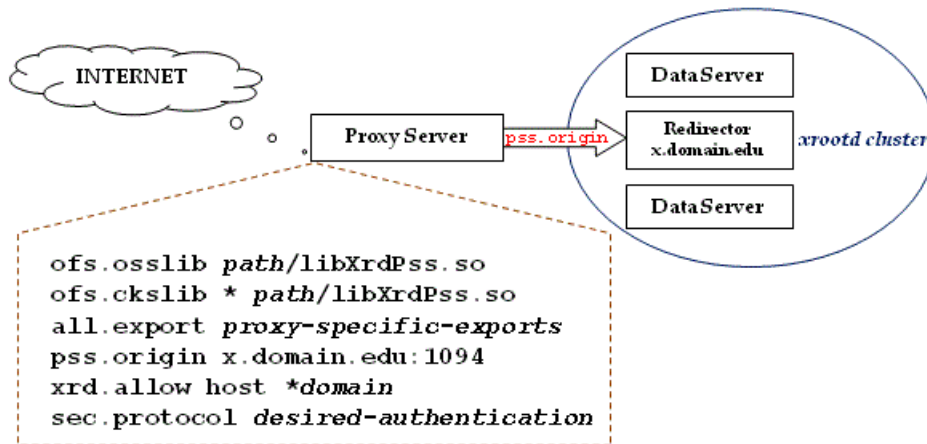 INTERNET
Proxy Server
pss.origin
DataServer
Redirector
x.domain.edu
DataServer
xrootd cluster
ofs.osslib path/libXrdPss.so
ofs.ckslib * path/libXrdPss.so
all.export proxy-specific-exports
pss.origin x.domain.edu:1094
xrd.allow host *domain
sec.protocol desired-authentication